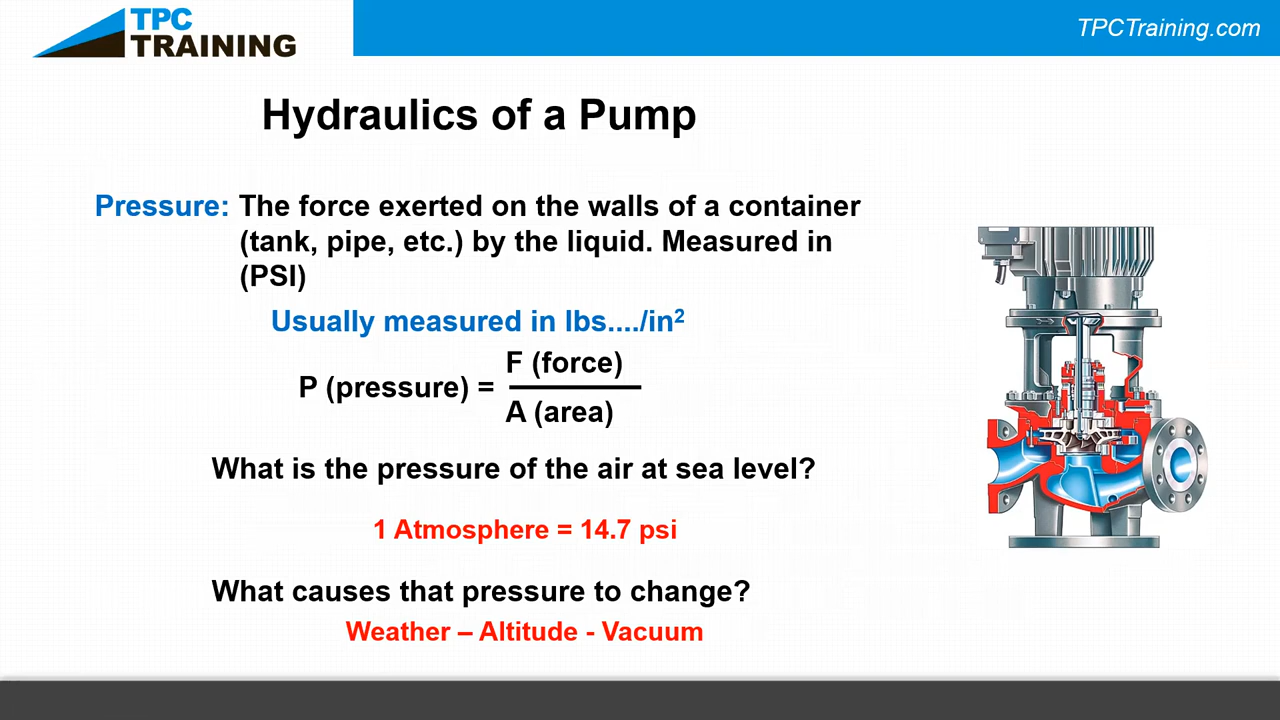 TPC
TRAINING
TPCTraining.com
Hydraulics of a Pump
Pressure: The force exerted on the walls of a container
(tank, pipe, etc.) by the liquid. Measured in
(PSI)
Usually measured in lbs..../in²
F (force)
P (pressure) =
A (area)
What is the pressure of the air at sea level?
1 Atmosphere = 14.7 psi
What causes that pressure to change?
Weather – Altitude - Vacuum